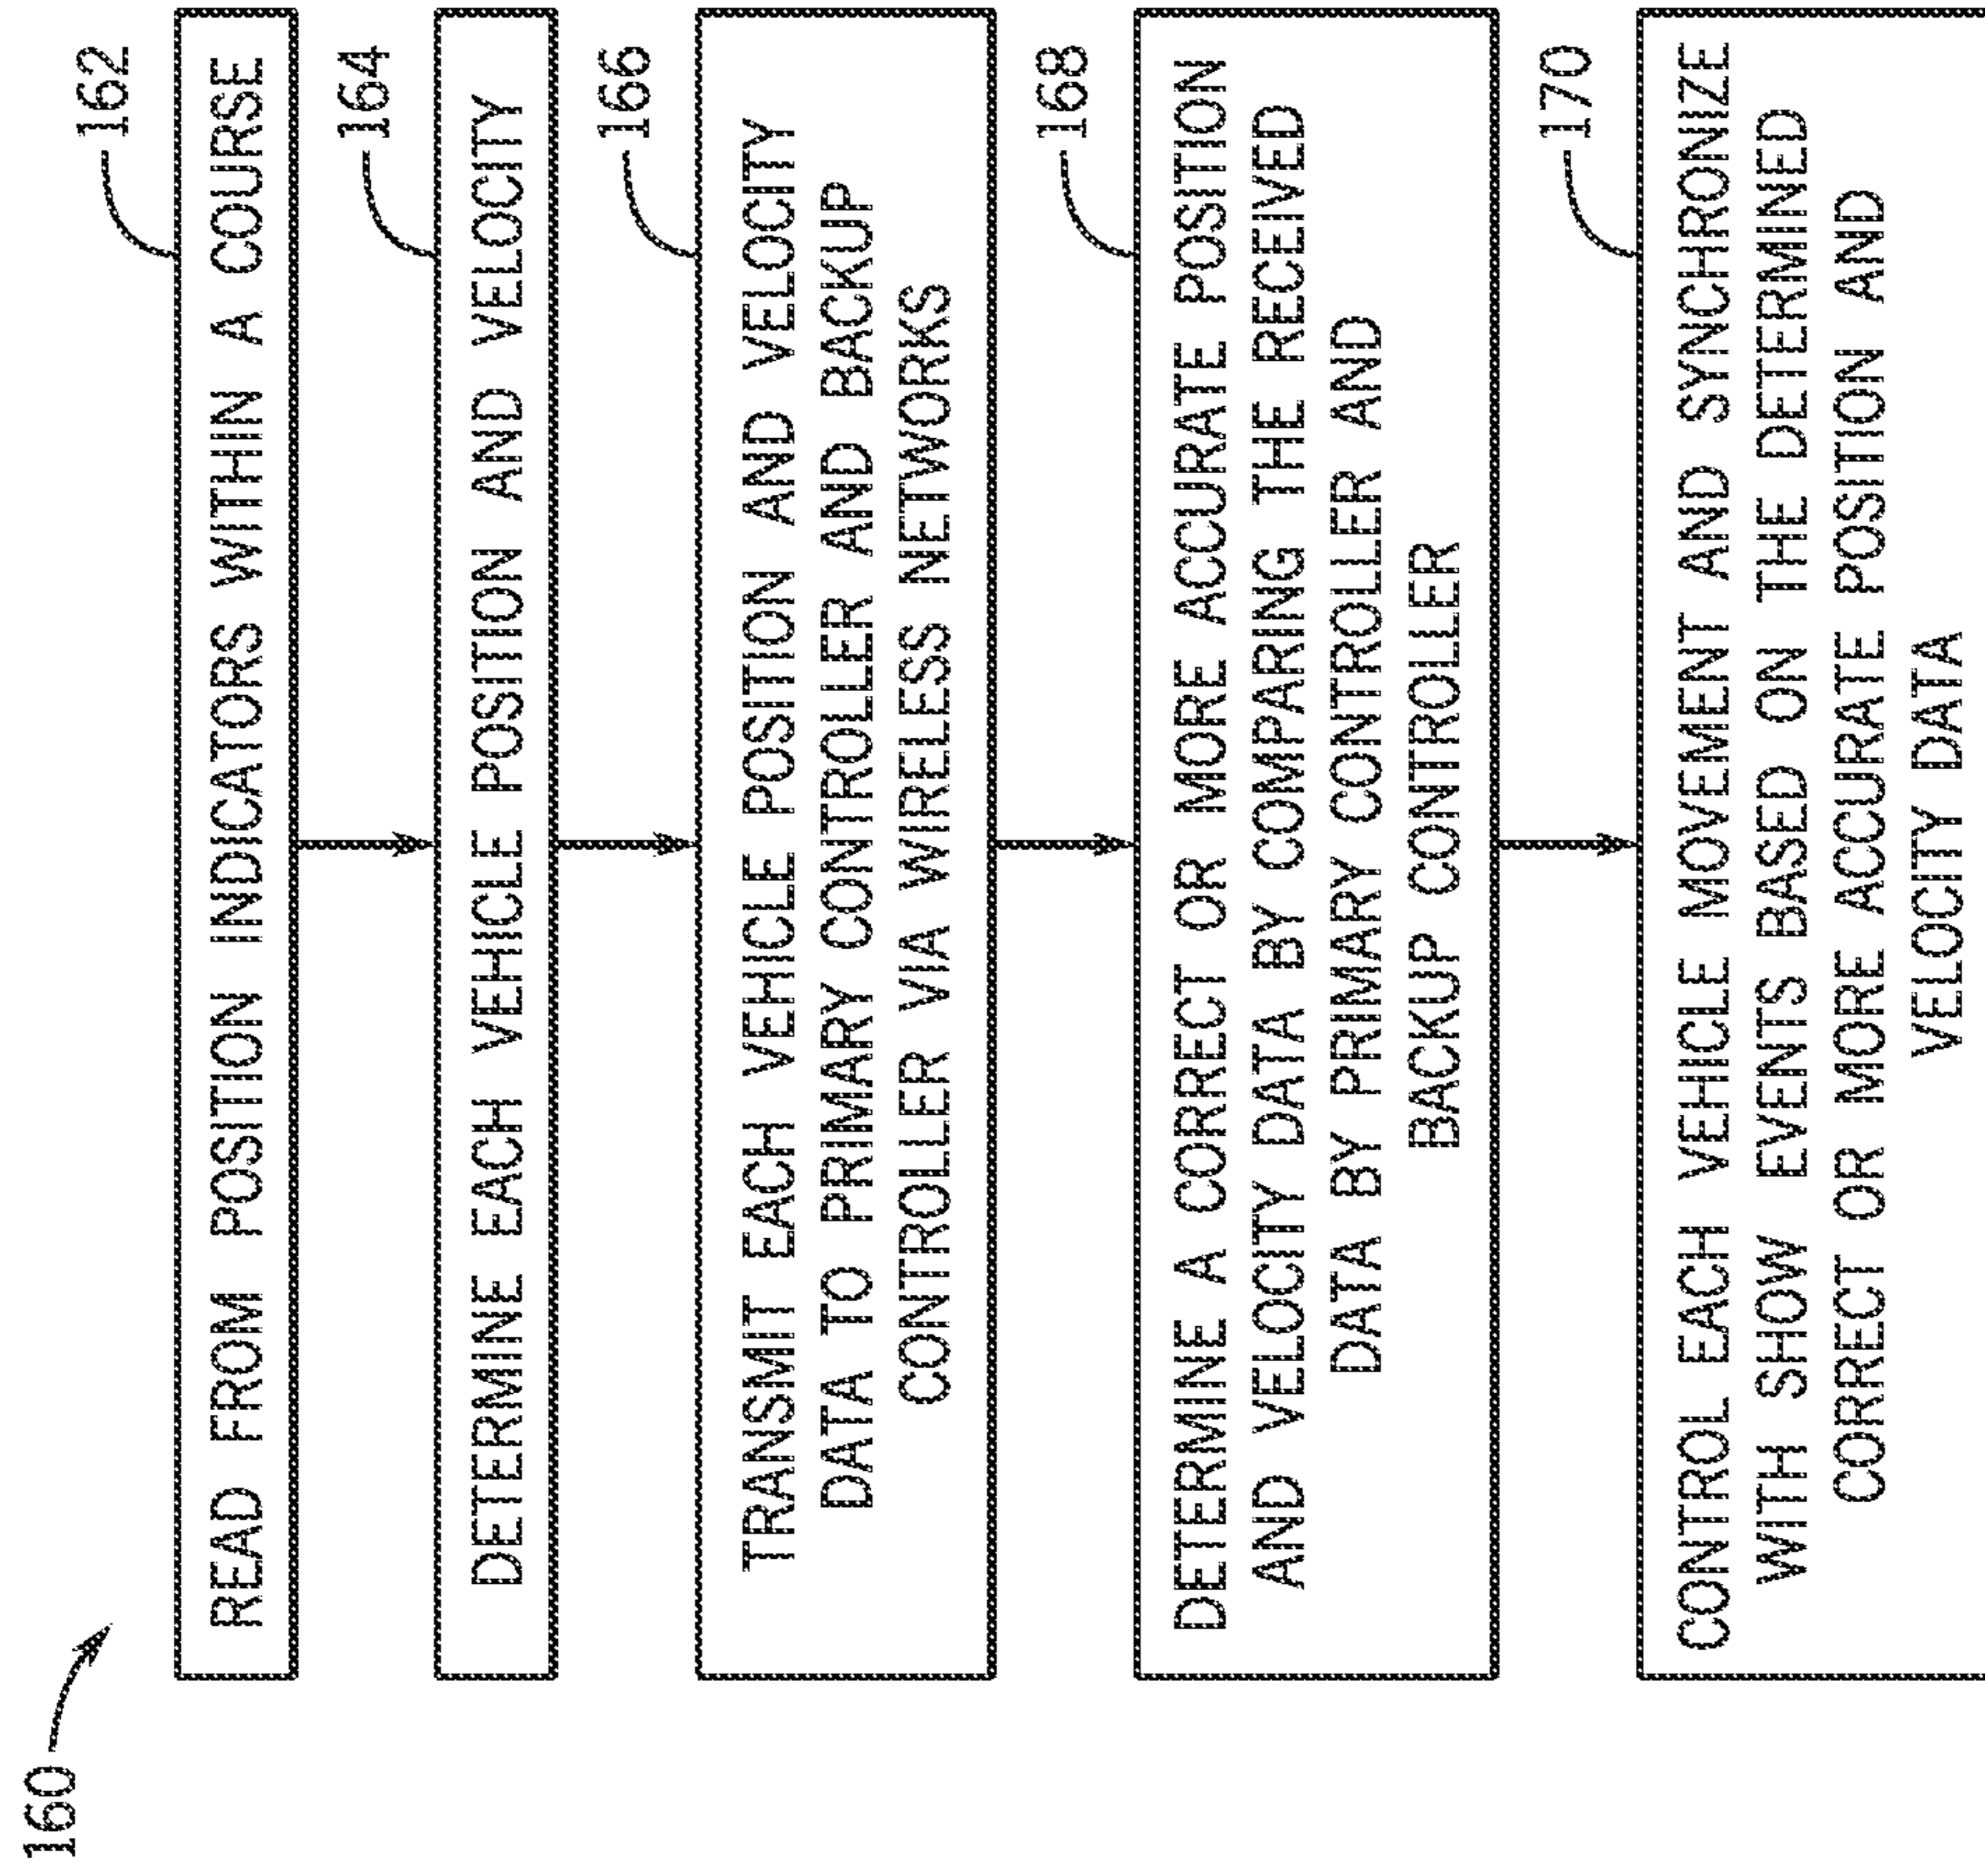 160
162
READ FROM POSITION INDICATORS WITHIN A COURSE
164
DETERMINE EACH VEHICLE POSITION AND VELOCITY
166
TRANSMIT EACH VEHICLE POSITION AND VELOCITY
DATA TO PRIMARY CONTROLLER AND BACKUP
CONTROLLER VIA WIRELESS NETWORKS
168
DETERMINE A CORRECT OR MORE ACCURATE POSITION
AND VELOCITY DATA BY COMPARING THE RECEIVED
DATA BY PRIMARY CONTROLLER AND
BACKUP CONTROLLER
170
CONTROL EACH VEHICLE MOVEMENT AND SYNCHRONIZE
WITH SHOW EVENTS BASED ON THE DETERMINED
CORRECT OR MORE ACCURATE POSITION AND
VELOCITY DATA